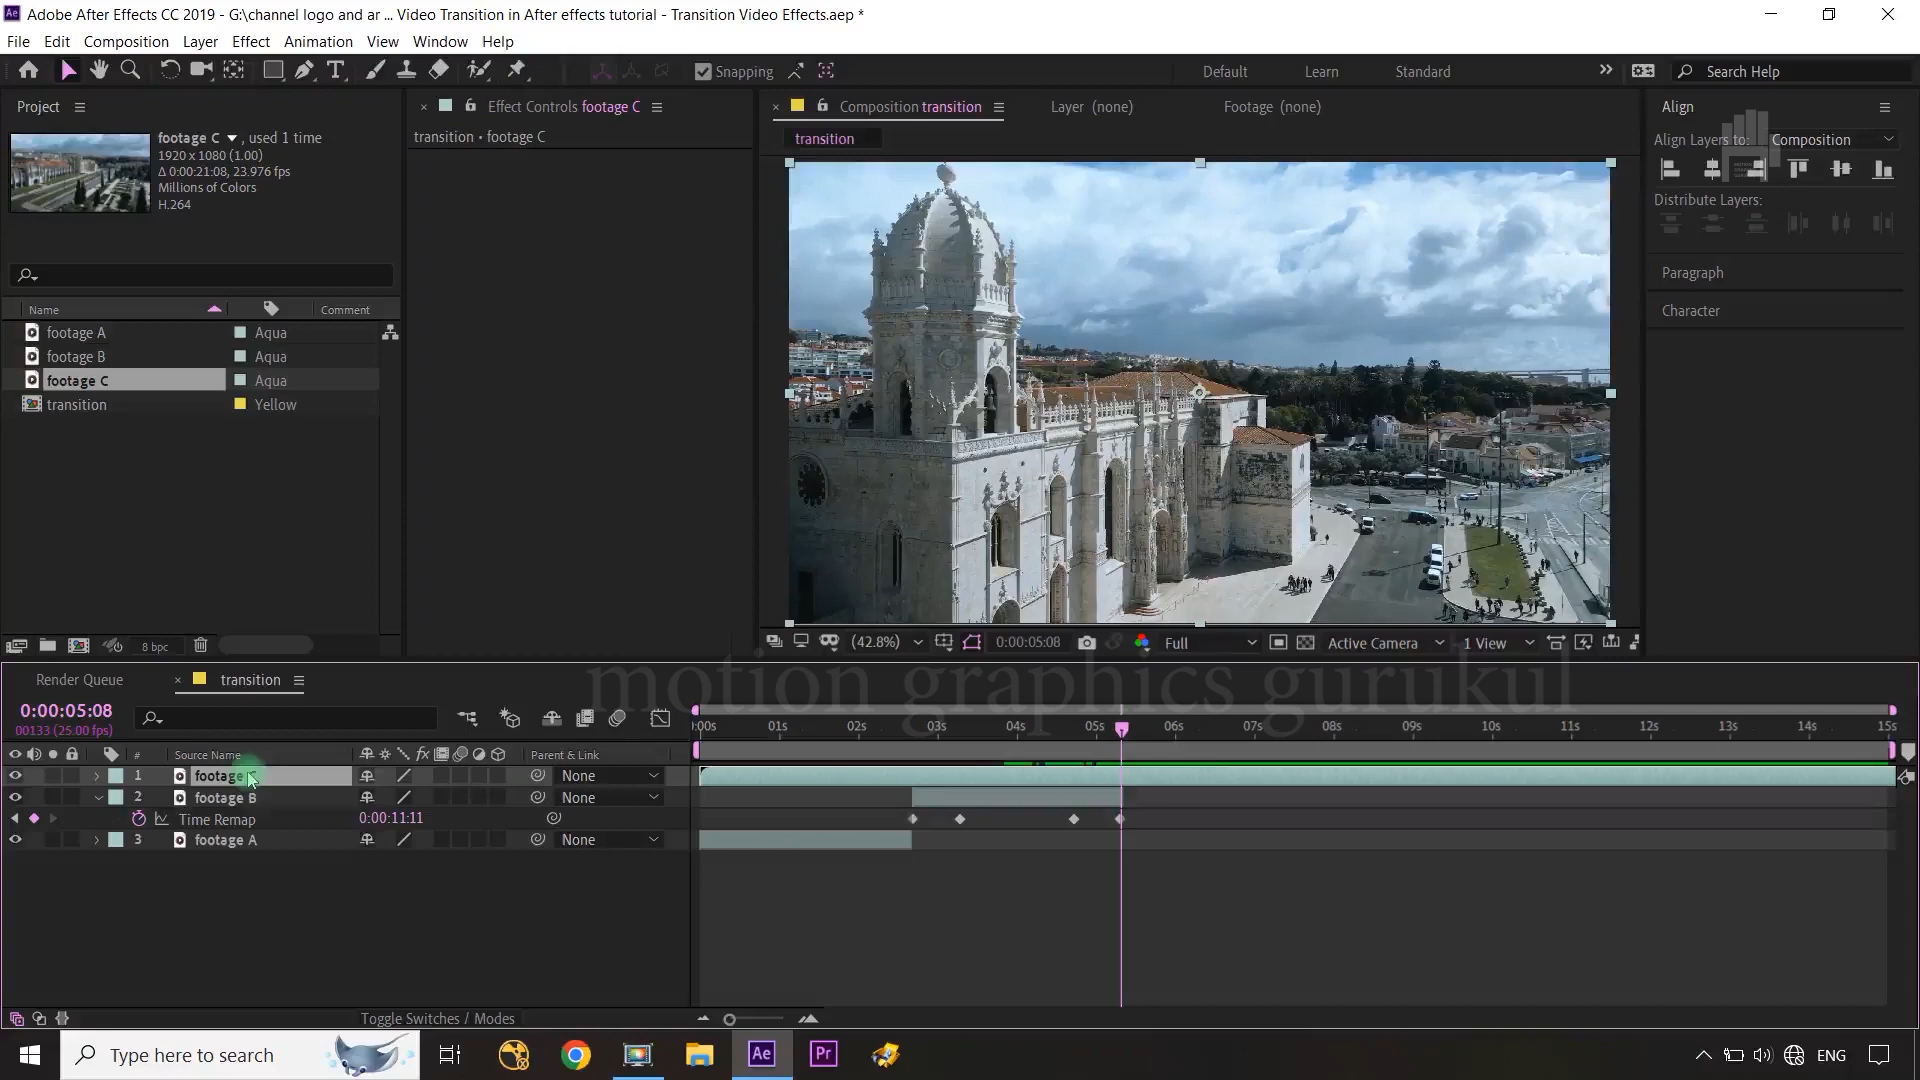 Adobe After Effects CC 2019 - G:\channel logo and ar ... Video Transition in After effects tutorial - Transition Video Effects.aep *
File Edit Composition Layer Effect Animation View Window Help
Snapping
Default Learn Standard
Search Help
Project
footage C , used 1 time
1920 x 1080 (1.00)
Δ 0:00:21:08, 23.976 fps
Millions of Colors
H.264
Name Comment
footage A Aqua
footage B Aqua
footage C Aqua
transition Yellow
8 bpc
Effect Controls footage C
transition • footage C
Composition transition
Layer (none)
Footage (none)
transition
(42.8%) 0:00:05:08 Full Active Camera 1 View
Align
Align Layers to: Composition
Distribute Layers:
Paragraph
Character
motion graphics gurukul
Render Queue
transition
0:00:05:08
00133 (25.00 fps)
:00s 01s 02s 03s 04s 05s 06s 07s 08s 09s 10s 11s 12s 13s 14s 15s
# Source Name fx Parent & Link
1 footage None
2 footage B None
Time Remap 0:00:11:11
3 footage A None
Toggle Switches / Modes
Type here to search
Ae
Pr
ENG